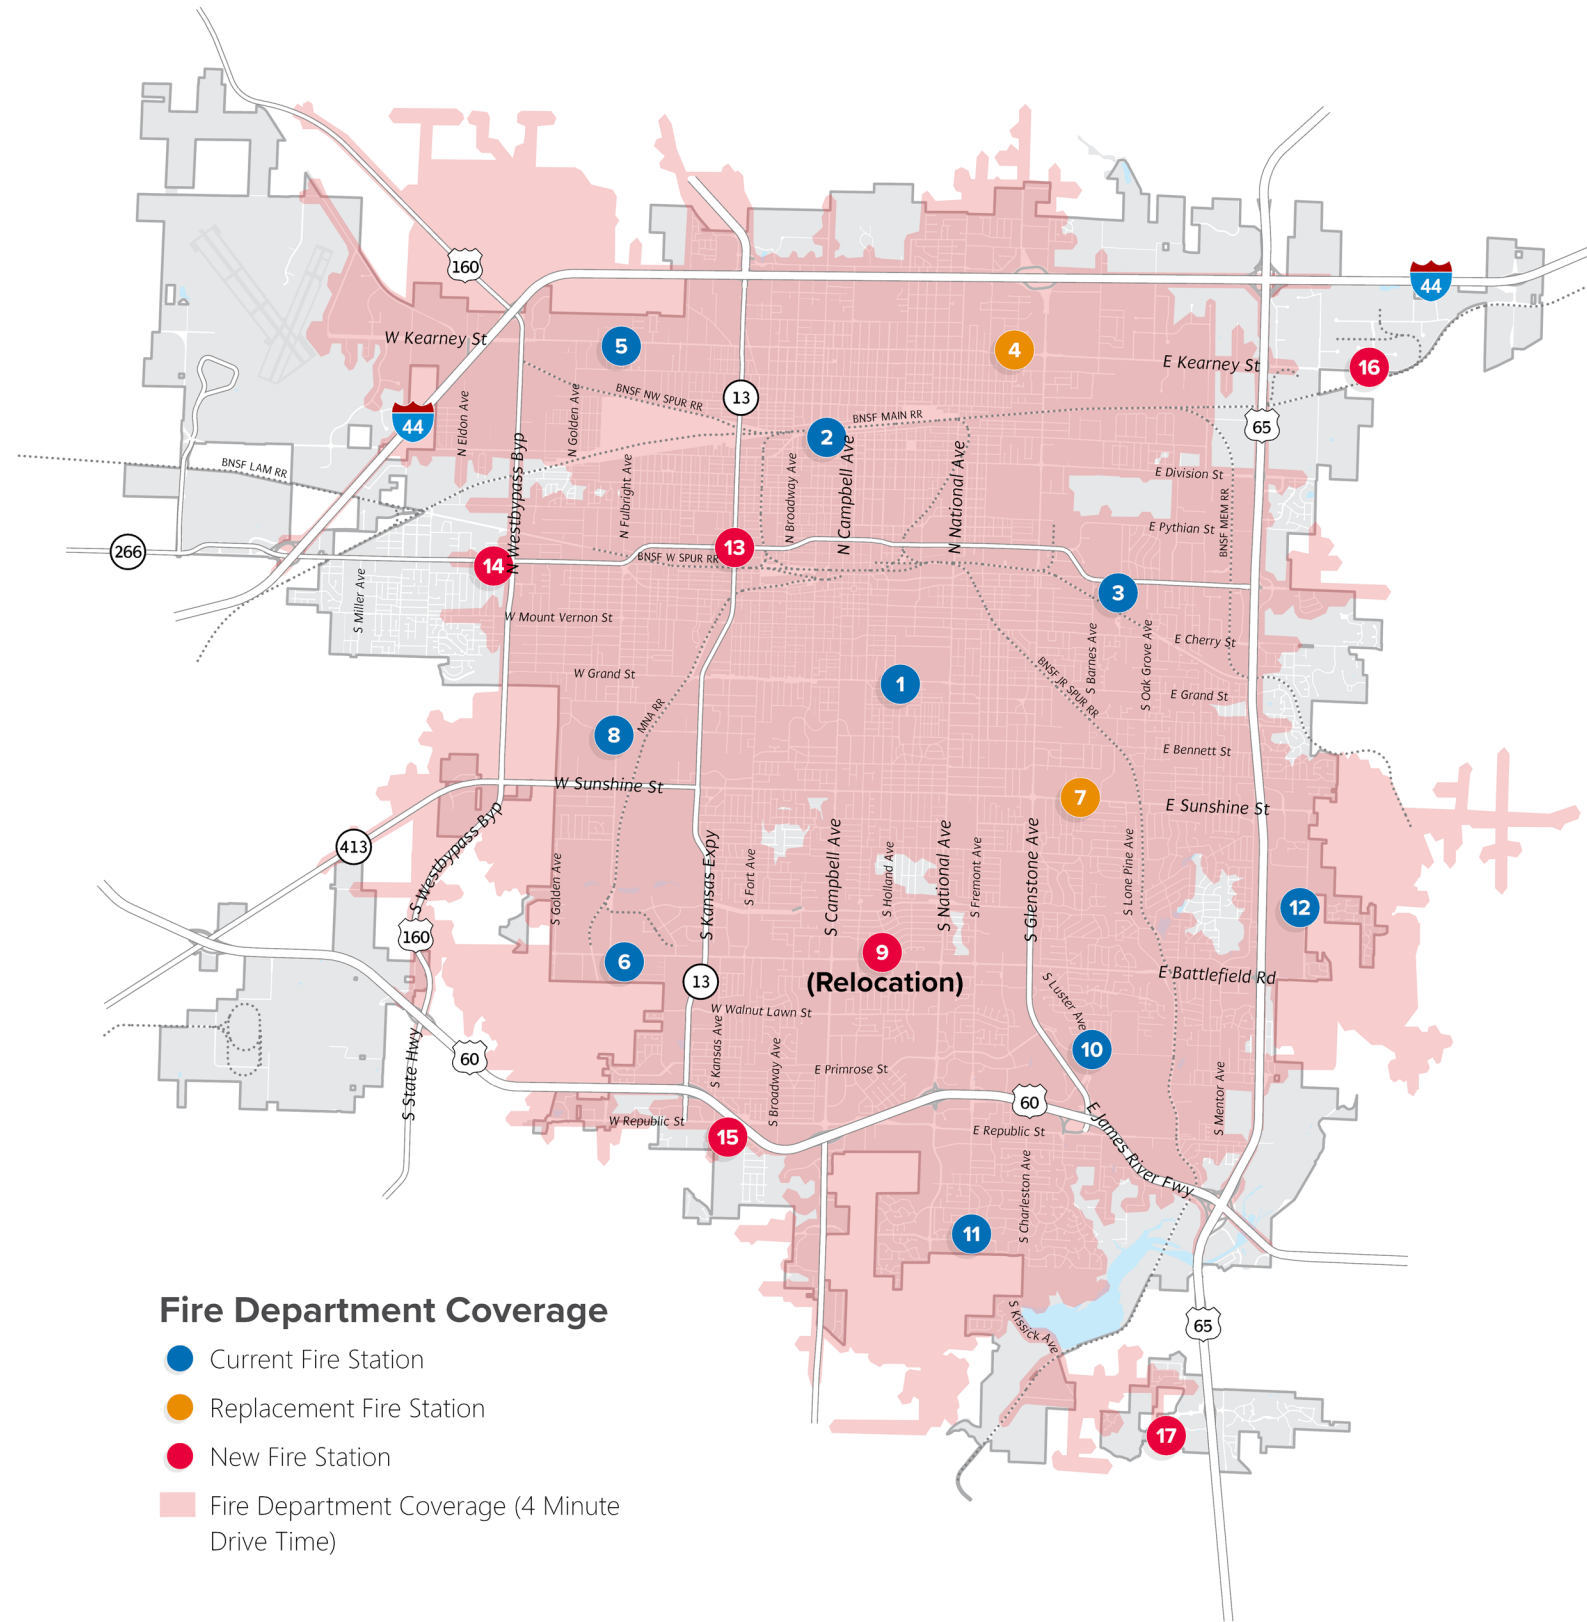 160
44
W Kearney St
5
4
E Kearney St
16
BNSF NW SPUR RR
13
N Eldon Ave
N Golden Ave
44
BNSF MAIN RR
2
65
N Westbypass Byp
N Fulbright Ave
N Broadway Ave
N Campbell Ave
N National Ave
BNSF LAM RR
E Division St
BNSF MEM RR
E Pythian St
266
14
BNSF W SPUR RR
13
3
S Miller Ave
W Mount Vernon St
S Barnes Ave
S Oak Grove Ave
E Cherry St
W Grand St
1
BNSF JR SPUR RR
E Grand St
MNA RR
8
E Bennett St
W Sunshine St
7
E Sunshine St
413
S Westbypass Byp
S Golden Ave
S Kansas Expy
S Fort Ave
S Campbell Ave
S Holland Ave
S National Ave
S Fremont Ave
S Glenstone Ave
S Lone Pine Ave
12
160
6
9
(Relocation)
13
E Battlefield Rd
S Luster Ave
W Walnut Lawn St
S State Hwy
60
S Kansas Ave
S Broadway Ave
E Primrose St
10
S Mentor Ave
60
W Republic St
15
E Republic St
E James River Fwy
S Charleston Ave
11
S Kissick Ave
65
17
Fire Department Coverage
Current Fire Station
Replacement Fire Station
New Fire Station
Fire Department Coverage (4 Minute
Drive Time)